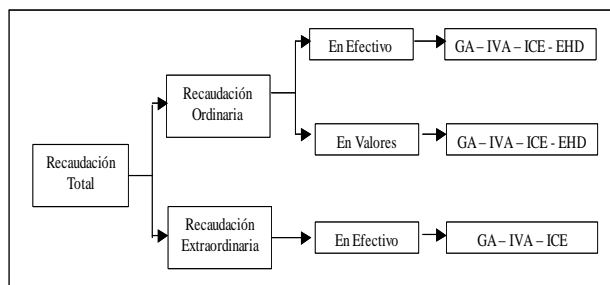 En Efectivo
GA – IVA – ICE - EHD
Recaudación
Ordinaria
En Valores
GA – IVA – ICE - EHD
Recaudación
Total
Recaudación
Extraordinaria
En Efectivo
GA – IVA – ICE